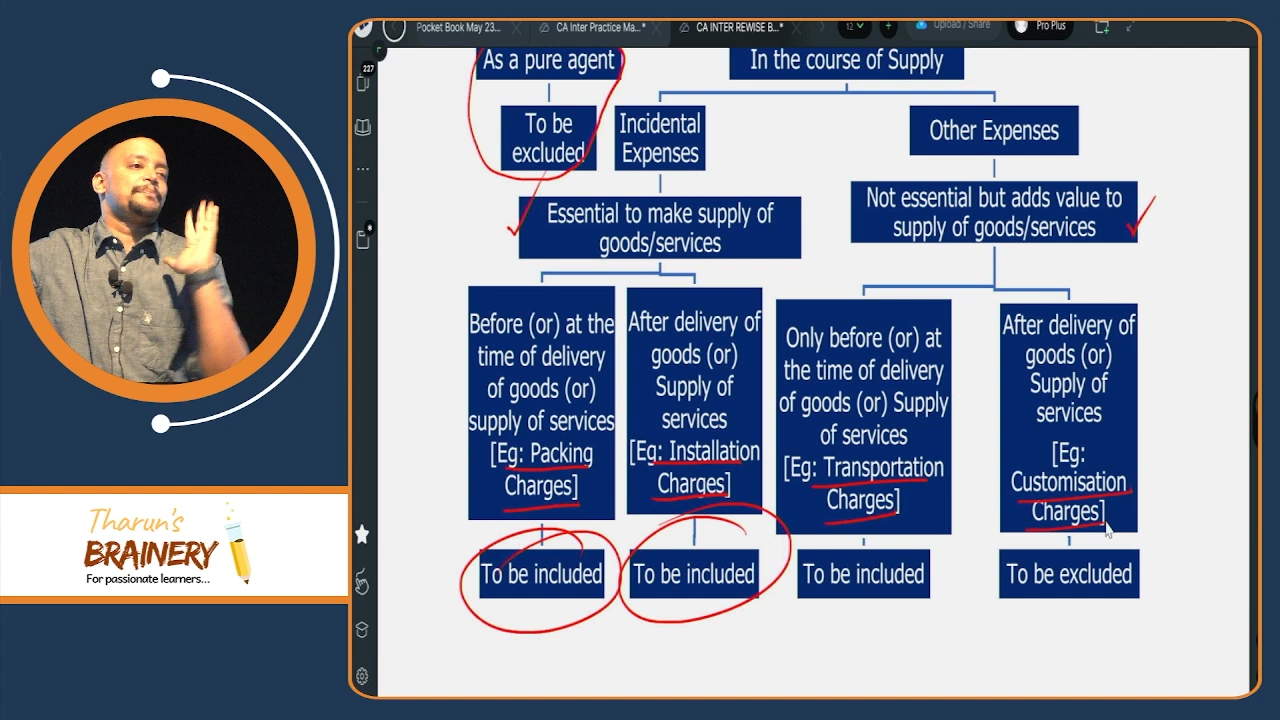 Pocket Book May 23...
CA Inter Practice Ma...*
CA INTER REWISE B...*
12
Upload / Share
Pro Plus
227
As a pure agent
In the course of Supply
To be
excluded
Incidental
Expenses
Other Expenses
Essential to make supply of
goods/services
Not essential but adds value to
supply of goods/services
Before (or) at the
time of delivery
of goods (or)
supply of services
[Eg: Packing
Charges]
After delivery of
goods (or)
Supply of
services
[Eg: Installation
Charges]
Only before (or) at
the time of delivery
of goods (or) Supply
of services
[Eg: Transportation
Charges]
After delivery of
goods (or)
Supply of
services
[Eg:
Customisation
Charges]
To be included
To be included
To be included
To be excluded
Tharun's
BRAINERY
For passionate learners...